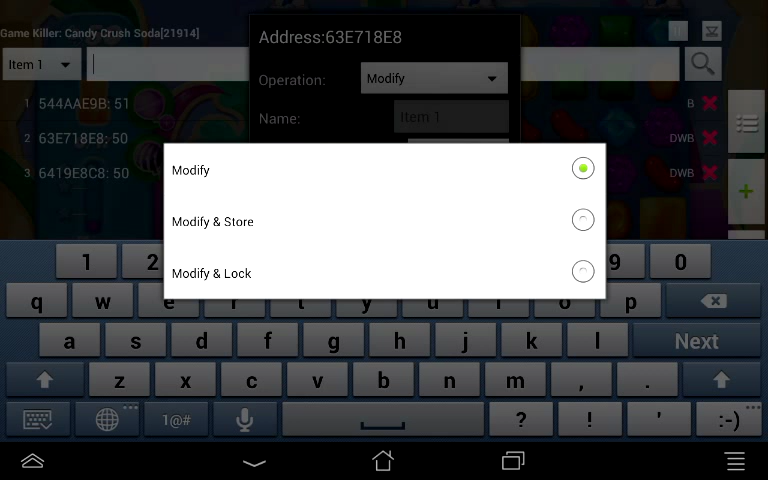 Game Killer: Candy Crush Soda[21914]
Address:63E718E8
Item 1
Operation:
Modify
1 544AAE9B: 51
B
Name:
Item 1
2 63E718E8: 50
DWB
3 6419E8C8: 50
DWB
Modify
Modify & Store
Modify & Lock
1 2 9 0
q w e r t y u i o p
a s d f g h j k l Next
z x c v b n m , .
1@# ... ? ! ' :-) ...